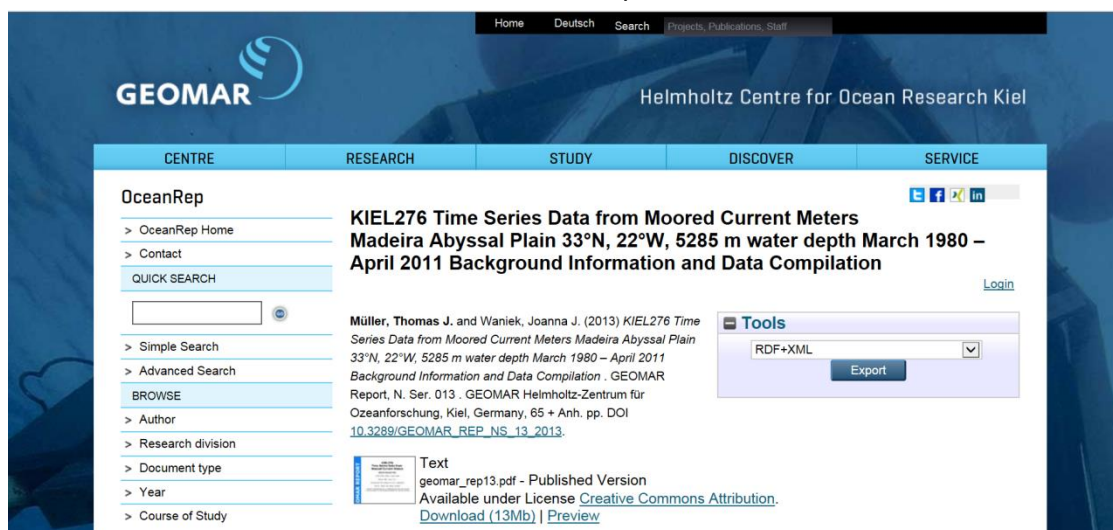 Home Deutsch Search Projects, Publications, Staff
GEOMAR
Helmholtz Centre for Ocean Research Kiel
CENTRE RESEARCH STUDY DISCOVER SERVICE
OceanRep
> OceanRep Home
> Contact
QUICK SEARCH
> Simple Search
> Advanced Search
BROWSE
> Author
> Research division
> Document type
> Year
> Course of Study
KIEL276 Time Series Data from Moored Current Meters
Madeira Abyssal Plain 33°N, 22°W, 5285 m water depth March 1980 –
April 2011 Background Information and Data Compilation
Login
Müller, Thomas J. and Waniek, Joanna J. (2013) KIEL276 Time
Series Data from Moored Current Meters Madeira Abyssal Plain
33°N, 22°W, 5285 m water depth March 1980 – April 2011
Background Information and Data Compilation . GEOMAR
Report, N. Ser. 013 . GEOMAR Helmholtz-Zentrum für
Ozeanforschung, Kiel, Germany, 65 + Anh. pp. DOI
10.3289/GEOMAR_REP_NS_13_2013.
Tools
RDF+XML
Export
Text
geomar_rep13.pdf - Published Version
Available under License Creative Commons Attribution.
Download (13Mb) | Preview